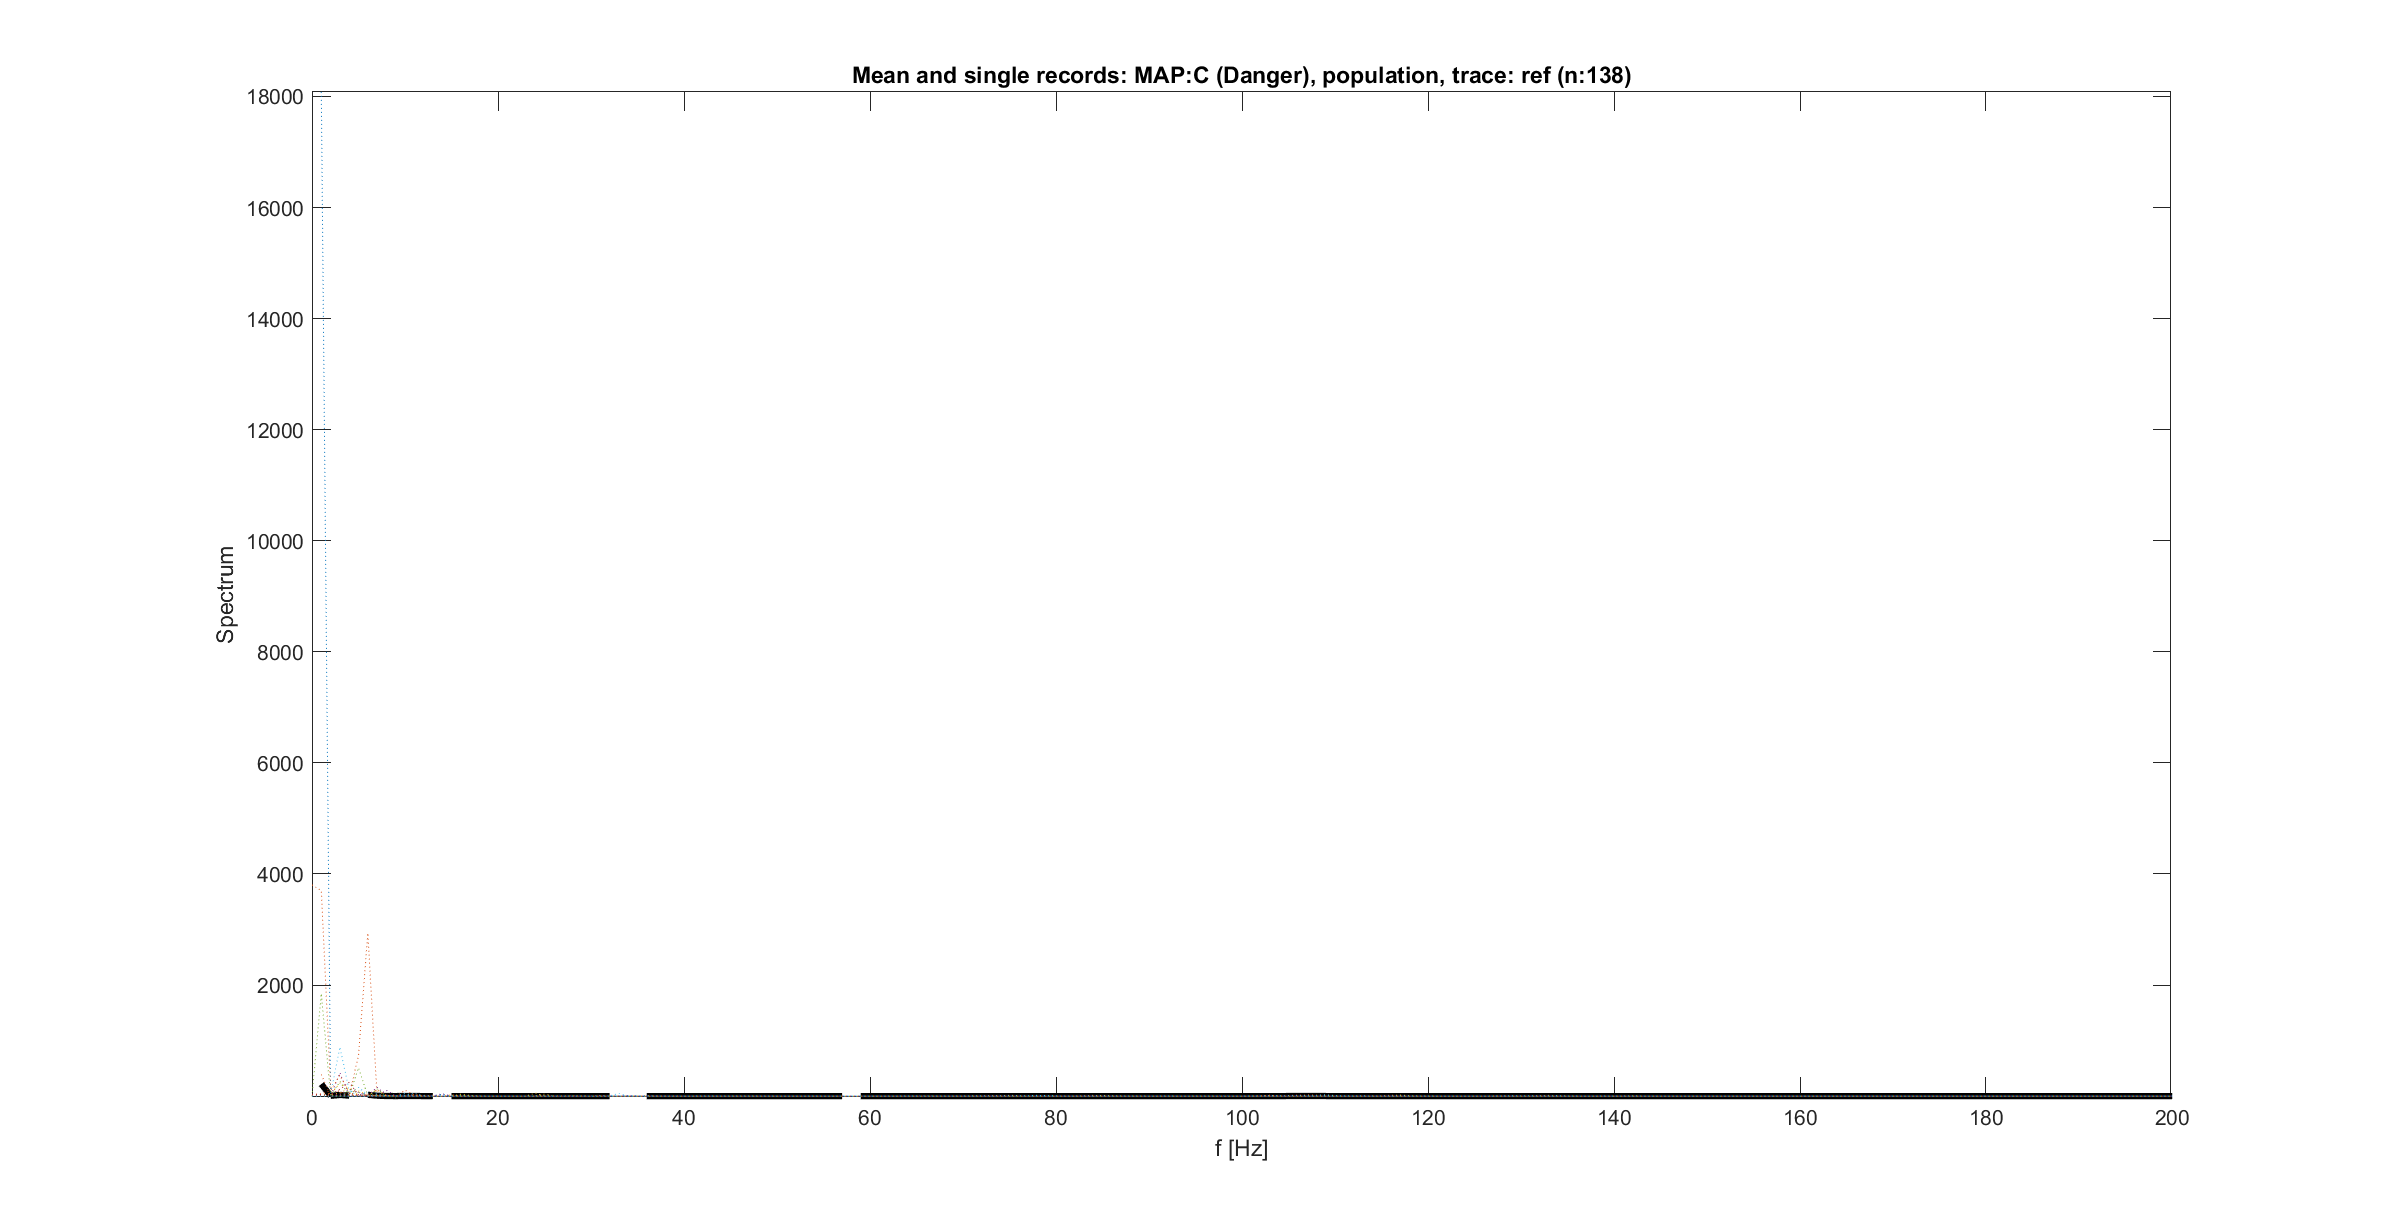 Mean and single records: MAP:C (Danger), population, trace: ref (n:138)
18000
16000
14000
12000
10000
8000
6000
4000
2000
Spectrum
0 20 40 60 80 100 120 140 160 180 200
f [Hz]